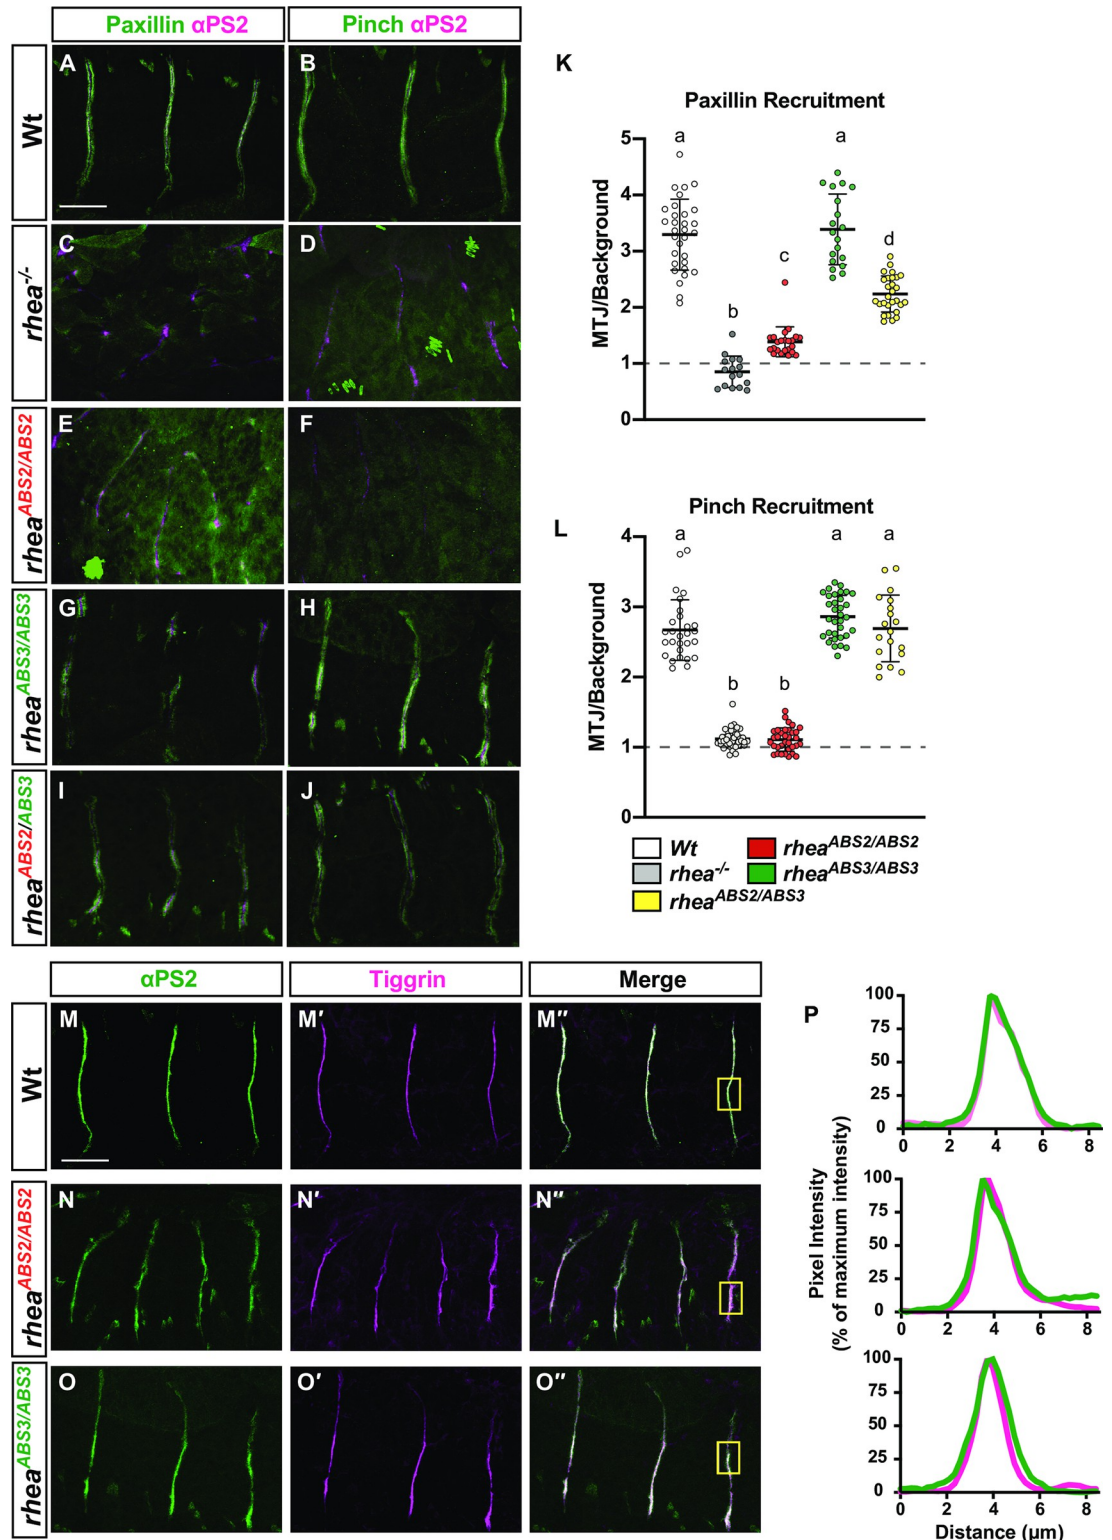 Paxillin αPS2
Pinch αPS2
Wt
A
B
rhea-/-
C
D
rheaABS2/ABS2
E
F
rheaABS3/ABS3
G
H
rheaABS2/ABS3
I
J
K
Paxillin Recruitment
MTJ/Background
5
4
3
2
1
0
a
b
c
a
d
L
Pinch Recruitment
MTJ/Background
4
3
2
1
0
a
b
b
a
a
Wt
rheaABS2/ABS2
rhea-/-
rheaABS3/ABS3
rheaABS2/ABS3
αPS2
Tiggrin
Merge
Wt
M
M′
M″
rheaABS2/ABS2
N
N′
N″
rheaABS3/ABS3
O
O′
O″
P
Pixel Intensity
(% of maximum intensity)
100
75
50
25
0
0 2 4 6 8
100
75
50
25
0
0 2 4 6 8
100
75
50
25
0
0 2 4 6 8
Distance (μm)